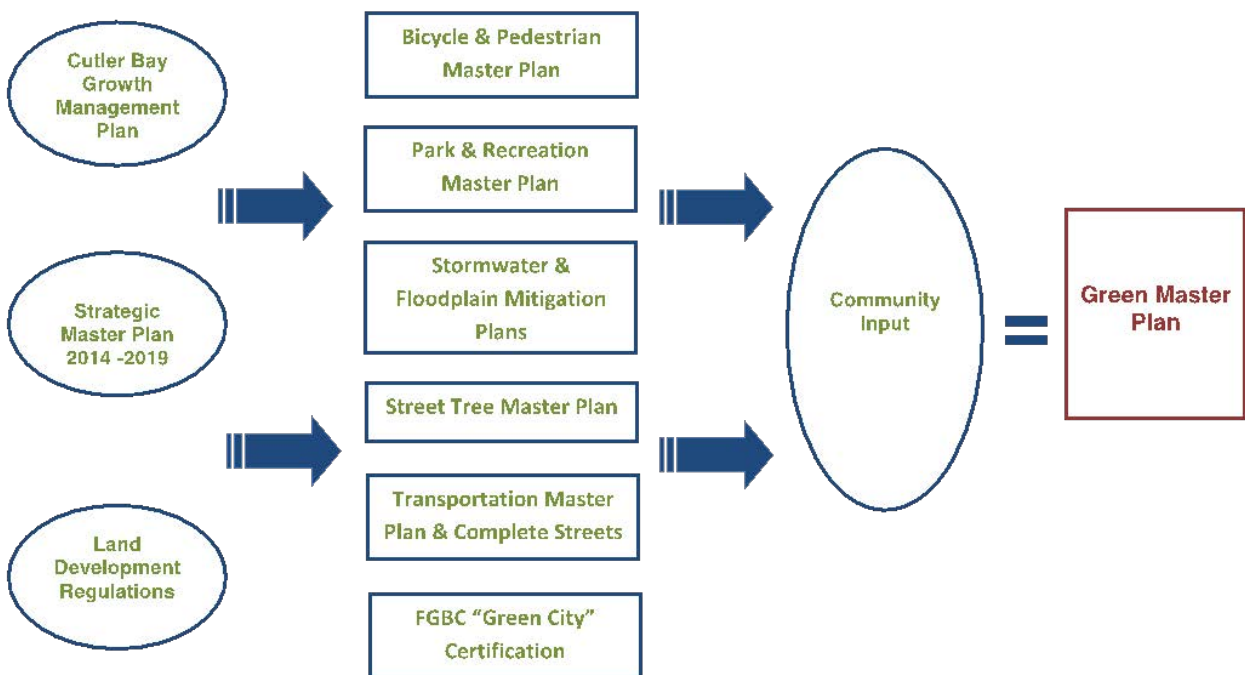 Cutler Bay
Growth
Management
Plan
Strategic
Master Plan
2014 -2019
Land
Development
Regulations
Bicycle & Pedestrian
Master Plan
Park & Recreation
Master Plan
Stormwater &
Floodplain Mitigation
Plans
Street Tree Master Plan
Transportation Master
Plan & Complete Streets
FGBC “Green City”
Certification
Community
Input
=
Green Master
Plan